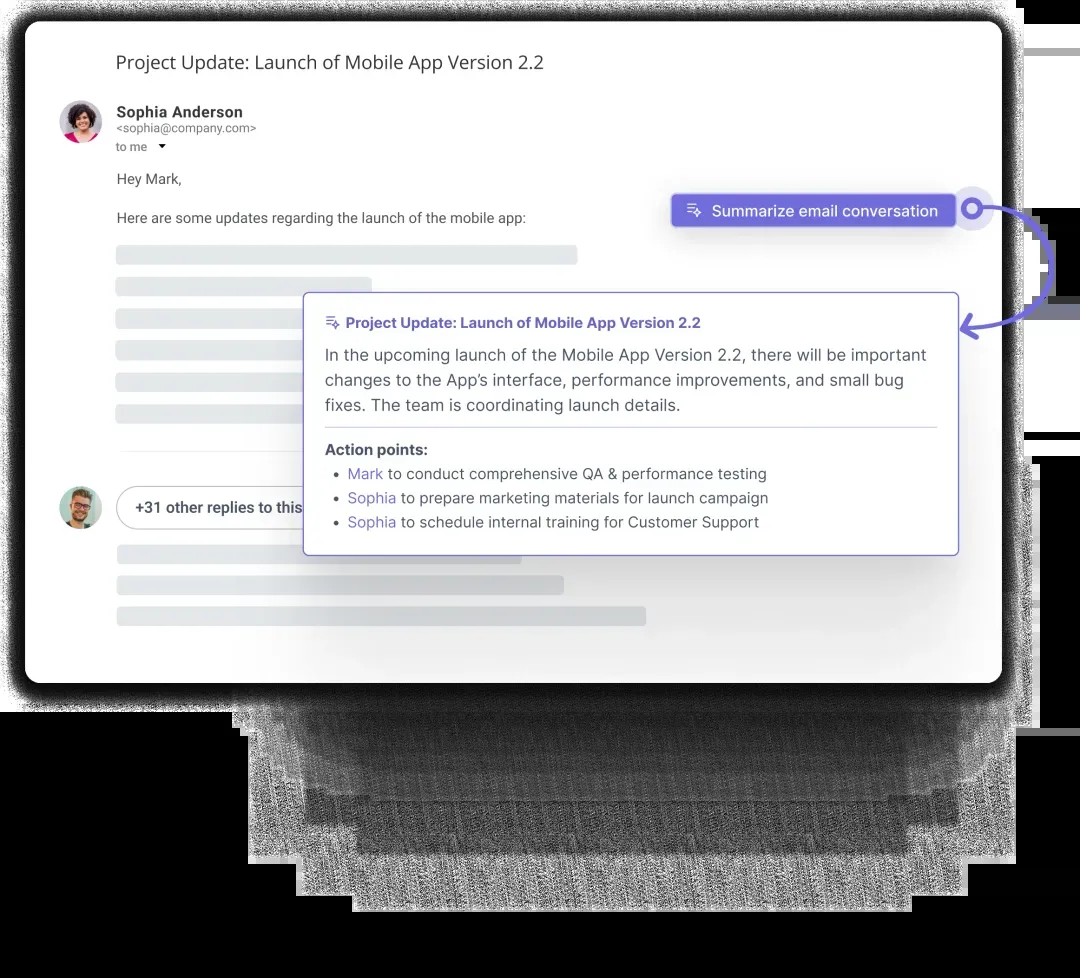 Project Update: Launch of Mobile App Version 2.2
Sophia Anderson
<sophia@company.com>
to me
Hey Mark,
Here are some updates regarding the launch of the mobile app:
Summarize email conversation
Project Update: Launch of Mobile App Version 2.2
In the upcoming launch of the Mobile App Version 2.2, there will be important
changes to the App’s interface, performance improvements, and small bug
fixes. The team is coordinating launch details.
Action points:
• Mark to conduct comprehensive QA & performance testing
• Sophia to prepare marketing materials for launch campaign
• Sophia to schedule internal training for Customer Support
+31 other replies to this